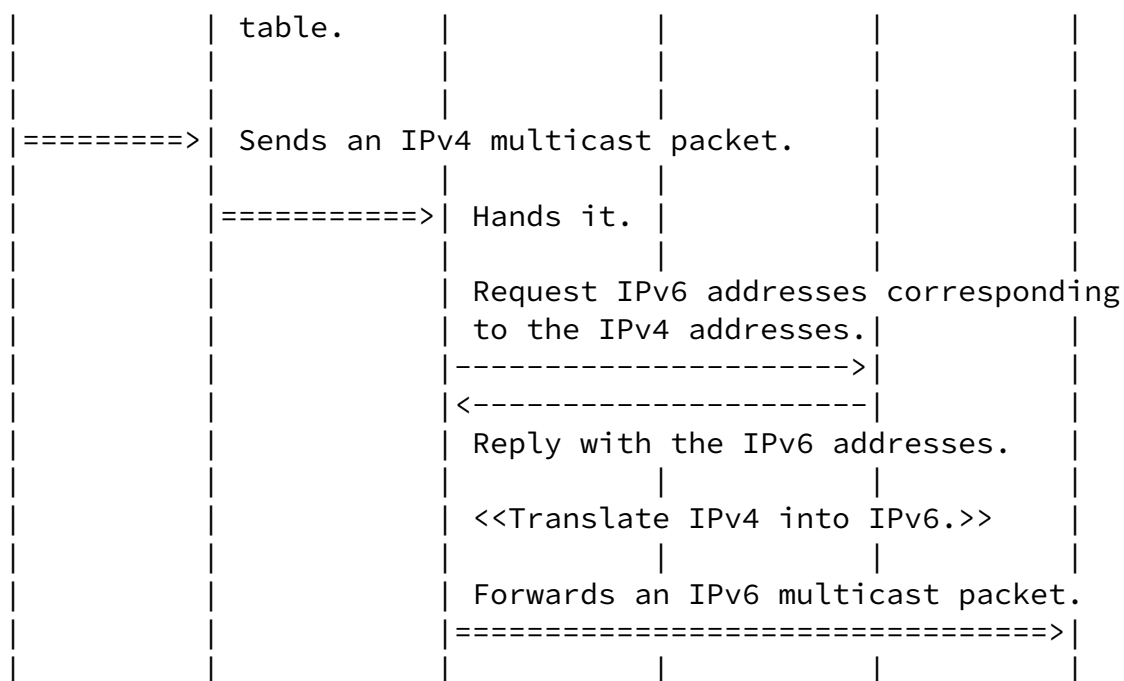 table.
Sends an IPv4 multicast packet.
Hands it.
Request IPv6 addresses corresponding
to the IPv4 addresses.
Reply with the IPv6 addresses.
<<Translate IPv4 into IPv6.>>
Forwards an IPv6 multicast packet.